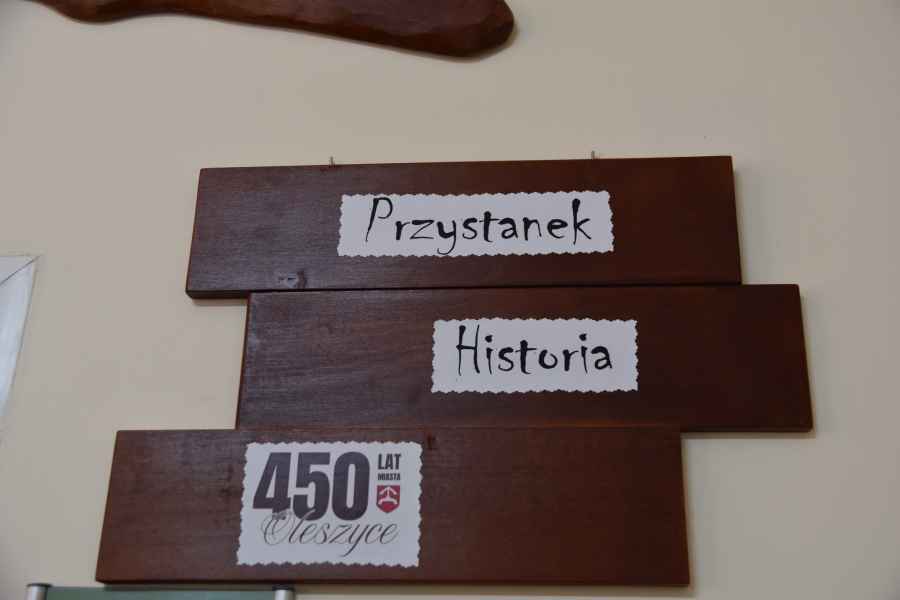 Przystanek
Historia
450 LAT
MIASTA
Oleszyce